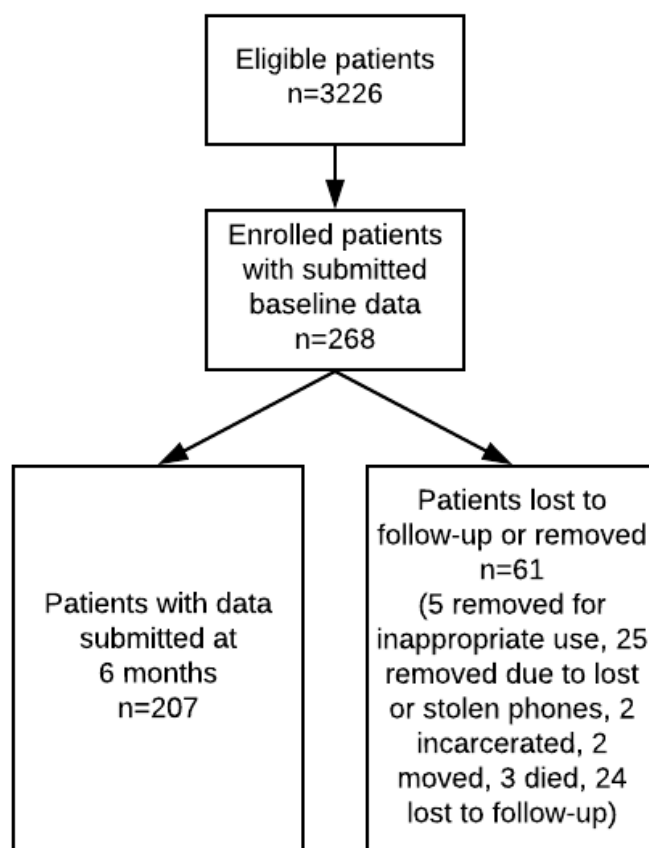 Eligible patients
n=3226
Enrolled patients
with submitted
baseline data
n=268
Patients with data
submitted at
6 months
n=207
Patients lost to
follow-up or removed
n=61
(5 removed for
inappropriate use, 25
removed due to lost
or stolen phones, 2
incarcerated, 2
moved, 3 died, 24
lost to follow-up)